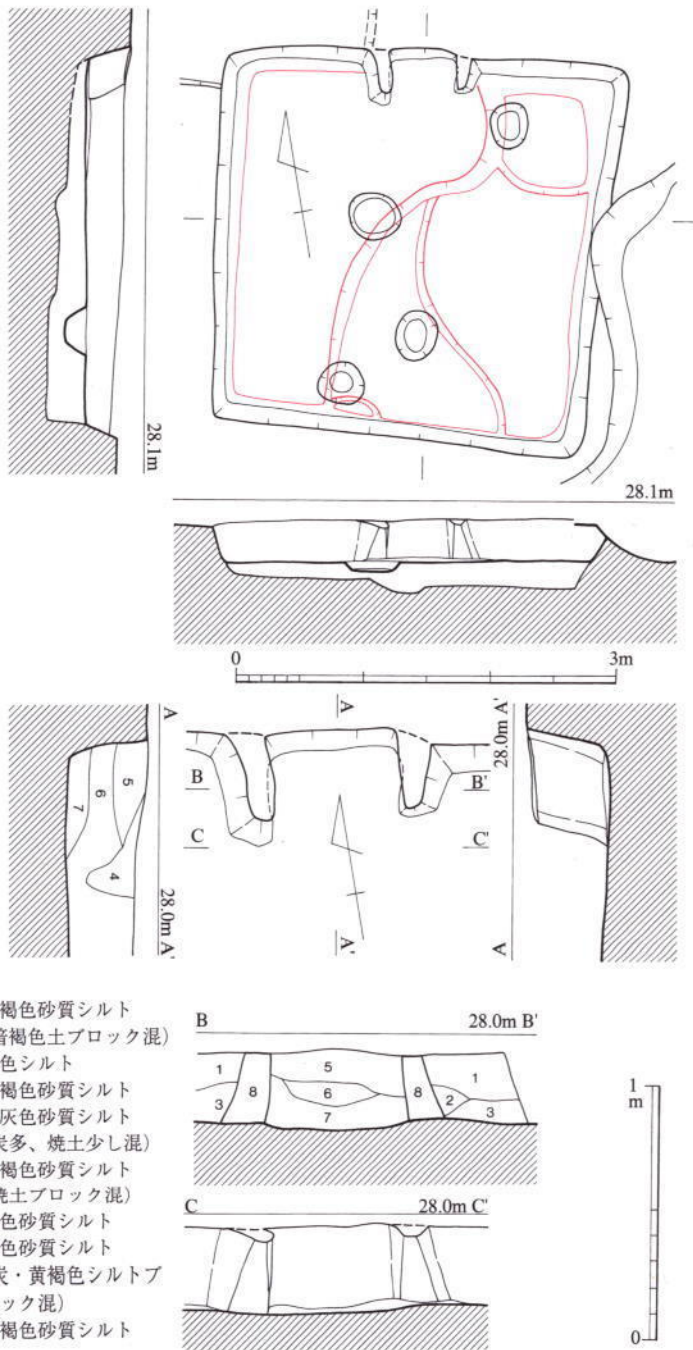 28.1m
28.1m
0 3m
A A 28.0m A'
5
6
7
4
B B'
C C'
28.0m A' A' A
褐色砂質シルト
暗褐色土ブロック混)
色シルト
褐色砂質シルト
灰色砂質シルト
炭多、焼土少し混)
褐色砂質シルト
焼土ブロック混)
色砂質シルト
色砂質シルト
炭・黄褐色シルトブ
ック混)
褐色砂質シルト
B 28.0m B'
1 5 1
8 6 8 2
3 7 3
C 28.0m C'
1
m
0